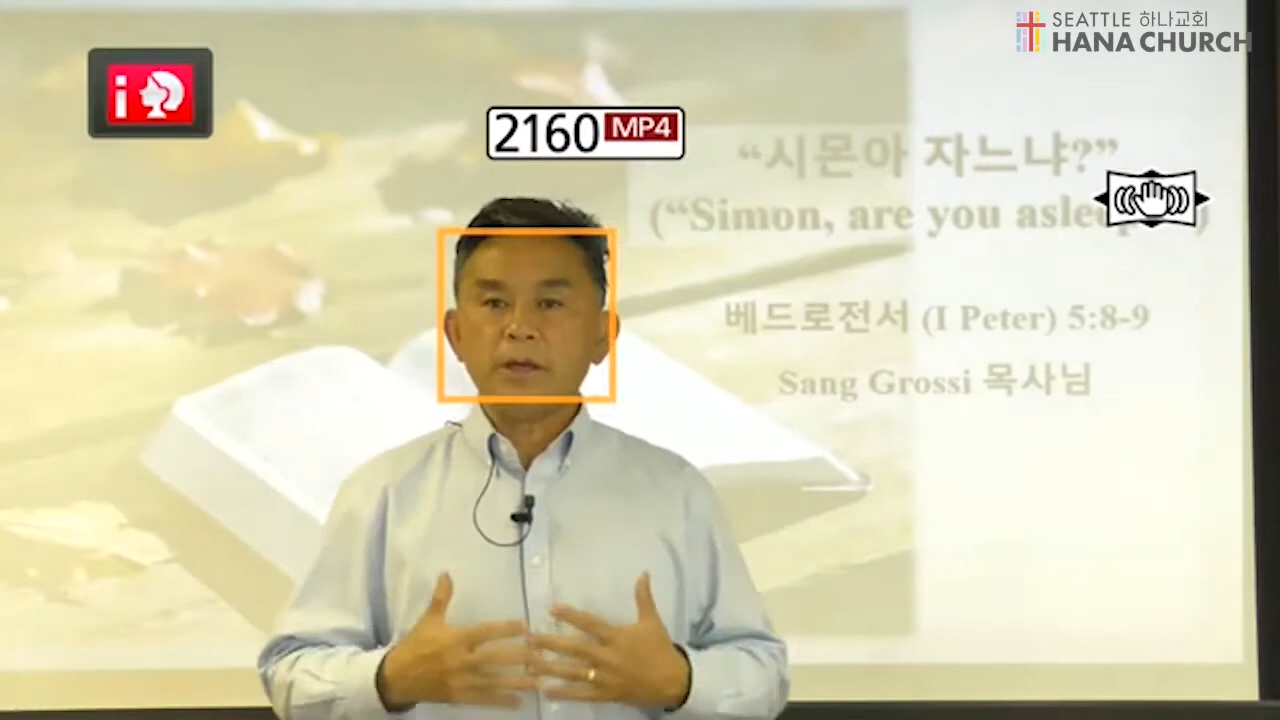 SEATTLE 하나교회
HANA CHURCH
i
2160 MP4
“시몬아 자느냐?”
(“Simon, are you
베드로전서 (I Peter) 5:8-9
Sang Grossi 목사님